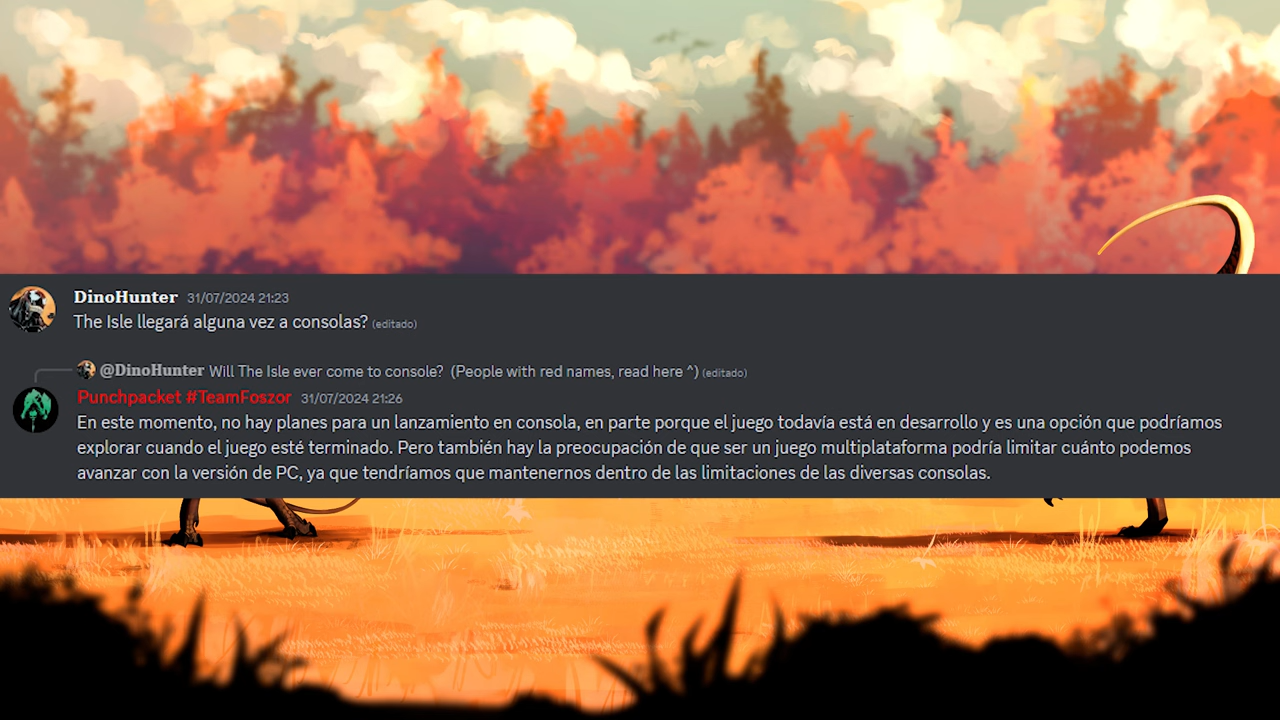 DinoHunter 31/07/2024 21:23
The Isle llegará alguna vez a consolas? (editado)
@DinoHunter Will The Isle ever come to console? (People with red names, read here ^) (editado)
Punchpacket #TeamFoszor 31/07/2024 21:26
En este momento, no hay planes para un lanzamiento en consola, en parte porque el juego todavía está en desarrollo y es una opción que podríamos
explorar cuando el juego esté terminado. Pero también hay la preocupación de que ser un juego multiplataforma podría limitar cuánto podemos
avanzar con la versión de PC, ya que tendríamos que mantenernos dentro de las limitaciones de las diversas consolas.